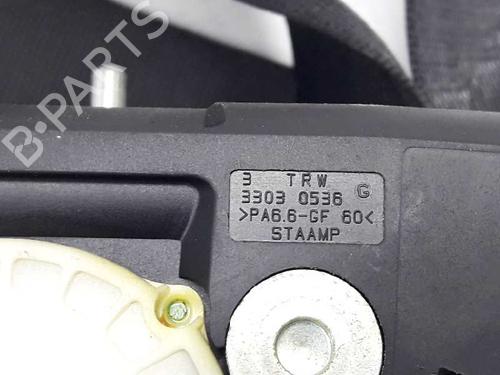 B-PARTS
3 TRW G
3303 0536
>PA6.6-GF 60<
STAAMP